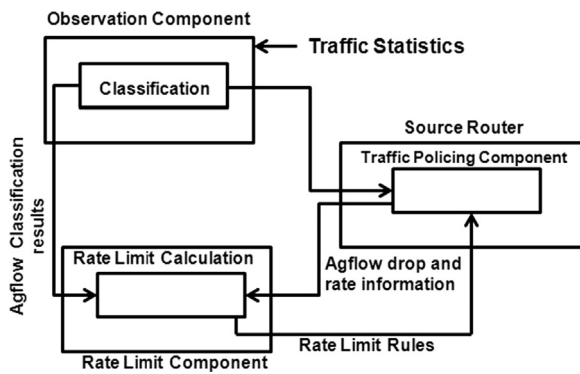 Observation Component
Traffic Statistics
Classification
Source Router
Traffic Policing Component
Agflow Classification
results
Rate Limit Calculation
Agflow drop and
rate information
Rate Limit Rules
Rate Limit Component